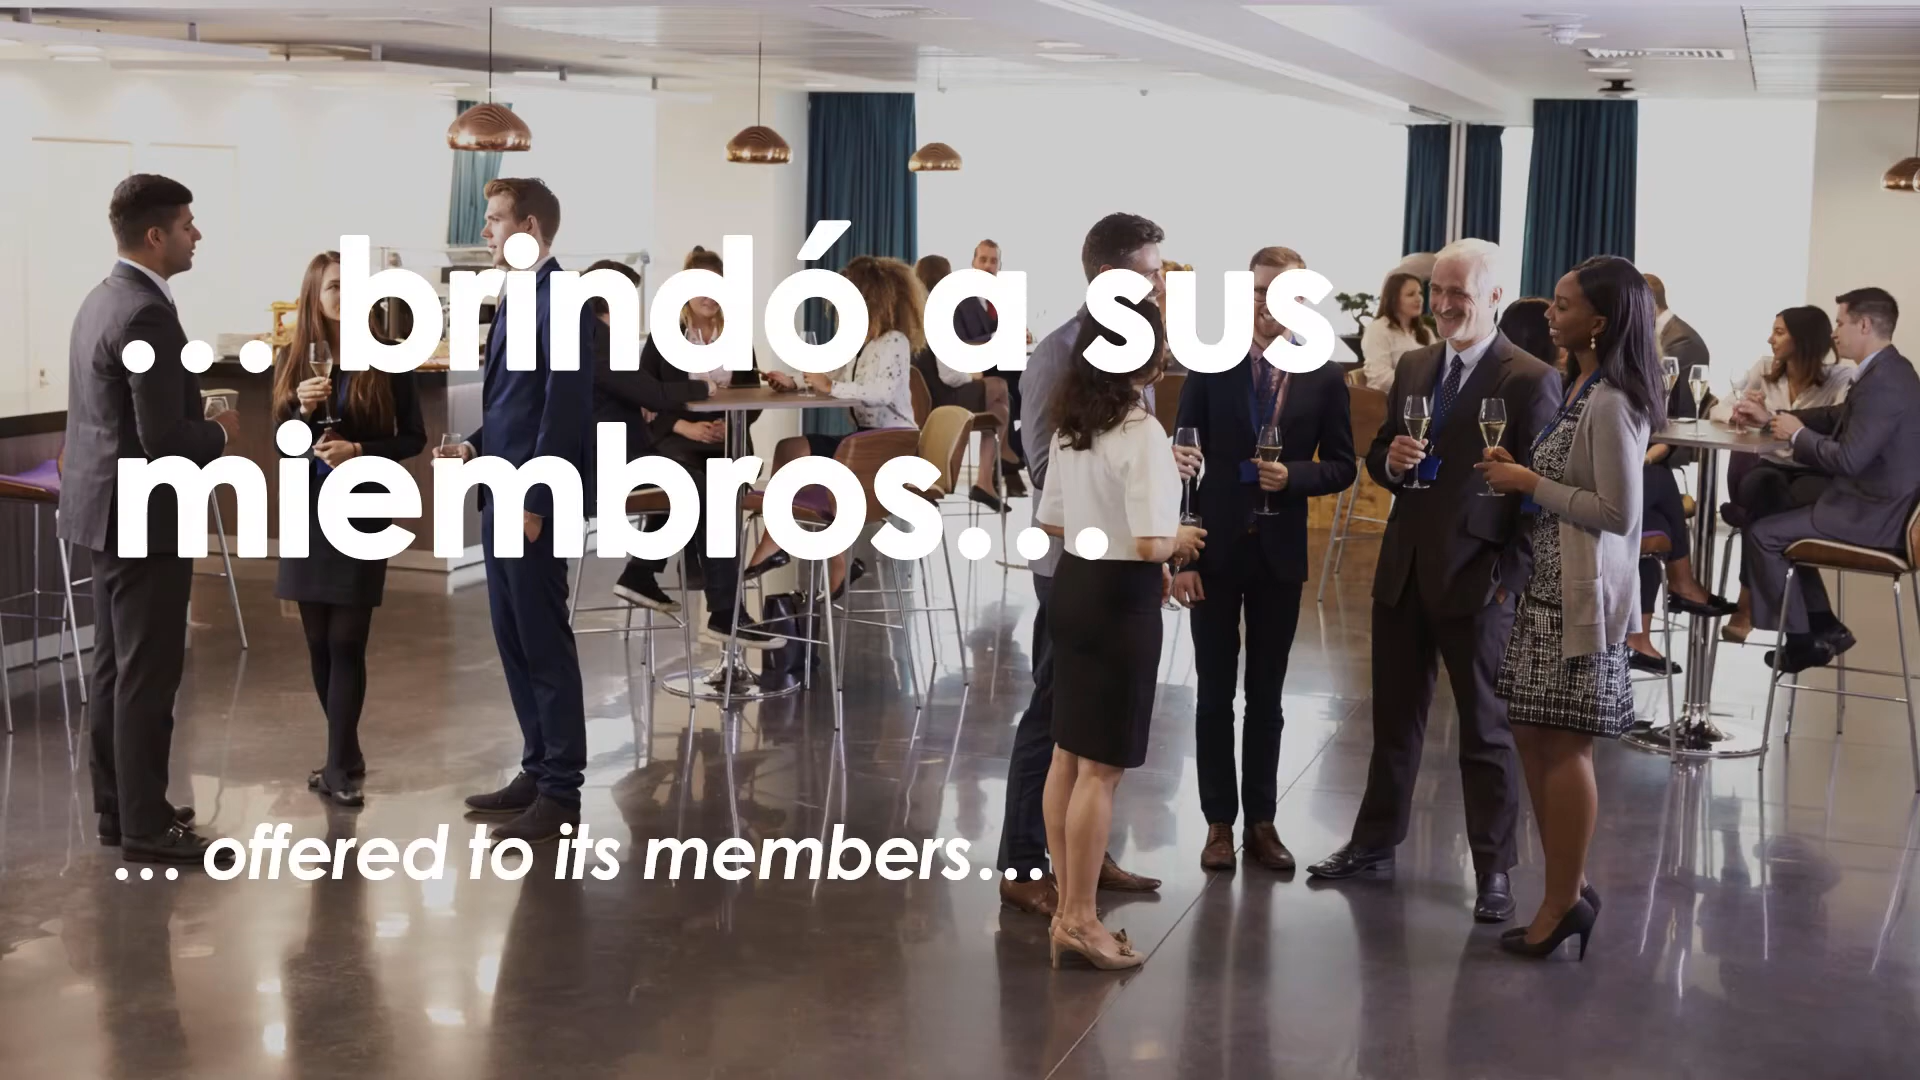 ... brindó a sus
miembros...
... offered to its members...